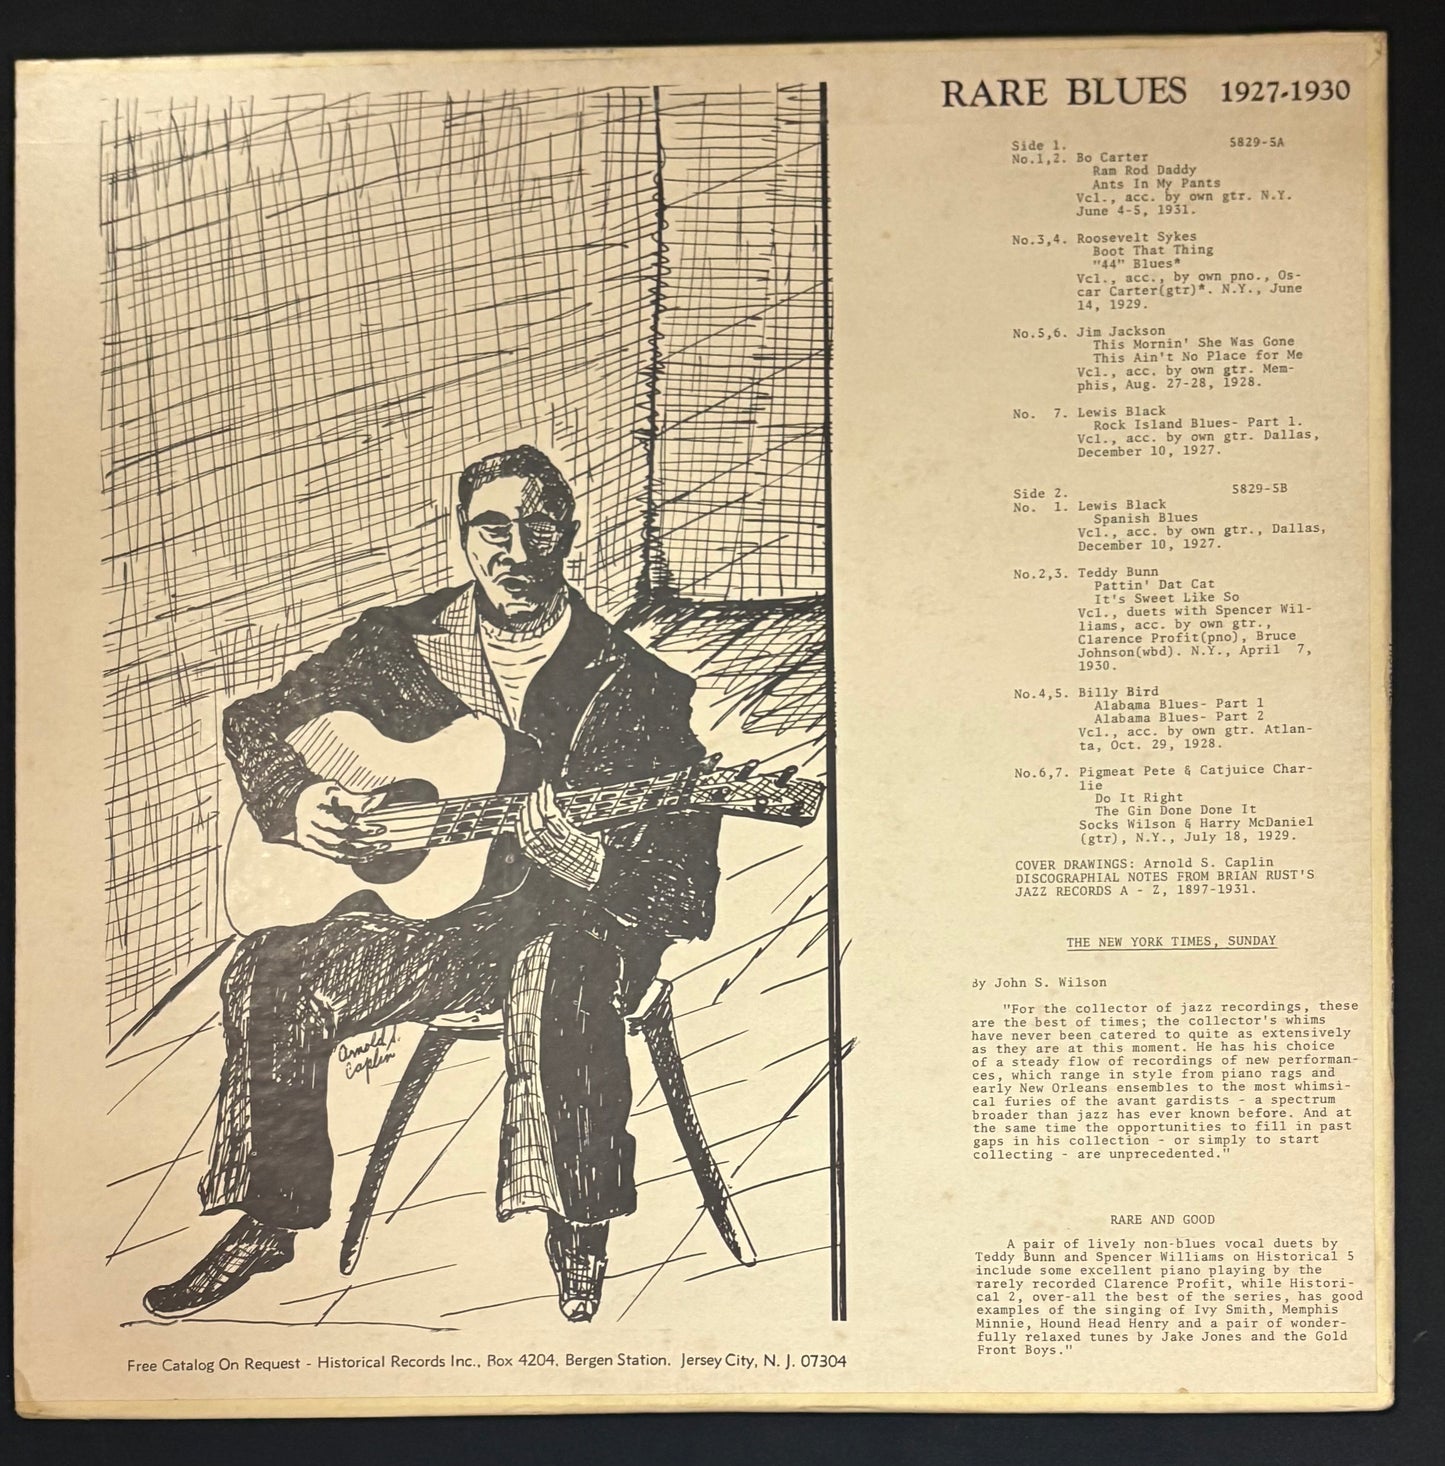 RARE BLUES 1927-1930
Side 1. 5829-5A
No.1,2. Bo Carter
Ram Rod Daddy
Ants In My Pants
Vcl., acc. by own gtr. N.Y.
June 4-5, 1931.
No.3,4. Roosevelt Sykes
Boot That Thing
"44" Blues*
Vcl., acc., by own pno., Os-
car Carter(gtr)*. N.Y., June
14, 1929.
No.5,6. Jim Jackson
This Mornin' She Was Gone
This Ain't No Place for Me
Vcl., acc. by own gtr. Mem-
phis, Aug. 27-28, 1928.
No. 7. Lewis Black
Rock Island Blues- Part 1.
Vcl., acc. by own gtr. Dallas,
December 10, 1927.
Side 2. 5829-5B
No. 1. Lewis Black
Spanish Blues
Vcl., acc. by own gtr., Dallas,
December 10, 1927.
No.2,3. Teddy Bunn
Pattin' Dat Cat
It's Sweet Like So
Vcl., duets with Spencer Wil-
liams, acc. by own gtr.,
Clarence Profit(pno), Bruce
Johnson(wbd). N.Y., April 7,
1930.
No.4,5. Billy Bird
Alabama Blues- Part 1
Alabama Blues- Part 2
Vcl., acc. by own gtr. Atlan-
ta, Oct. 29, 1928.
No.6,7. Pigmeat Pete & Catjuice Char-
lie
Do It Right
The Gin Done Done It
Socks Wilson & Harry McDaniel
(gtr), N.Y., July 18, 1929.
COVER DRAWINGS: Arnold S. Caplin
DISCOGRAPHIAL NOTES FROM BRIAN RUST'S
JAZZ RECORDS A - Z, 1897-1931.
THE NEW YORK TIMES, SUNDAY
By John S. Wilson
"For the collector of jazz recordings, these
are the best of times; the collector's whims
have never been catered to quite as extensively
as they are at this moment. He has his choice
of a steady flow of recordings of new performan-
ces, which range in style from piano rags and
early New Orleans ensembles to the most whimsi-
cal furies of the avant gardists - a spectrum
broader than jazz has ever known before. And at
the same time the opportunities to fill in past
gaps in his collection - or simply to start
collecting - are unprecedented."
RARE AND GOOD
A pair of lively non-blues vocal duets by
Teddy Bunn and Spencer Williams on Historical 5
include some excellent piano playing by the
rarely recorded Clarence Profit, while Histori-
cal 2, over-all the best of the series, has good
examples of the singing of Ivy Smith, Memphis
Minnie, Hound Head Henry and a pair of wonder-
fully relaxed tunes by Jake Jones and the Gold
Front Boys."
Arnold S.
Caplin
Free Catalog On Request - Historical Records Inc., Box 4204, Bergen Station. Jersey City, N. J. 07304